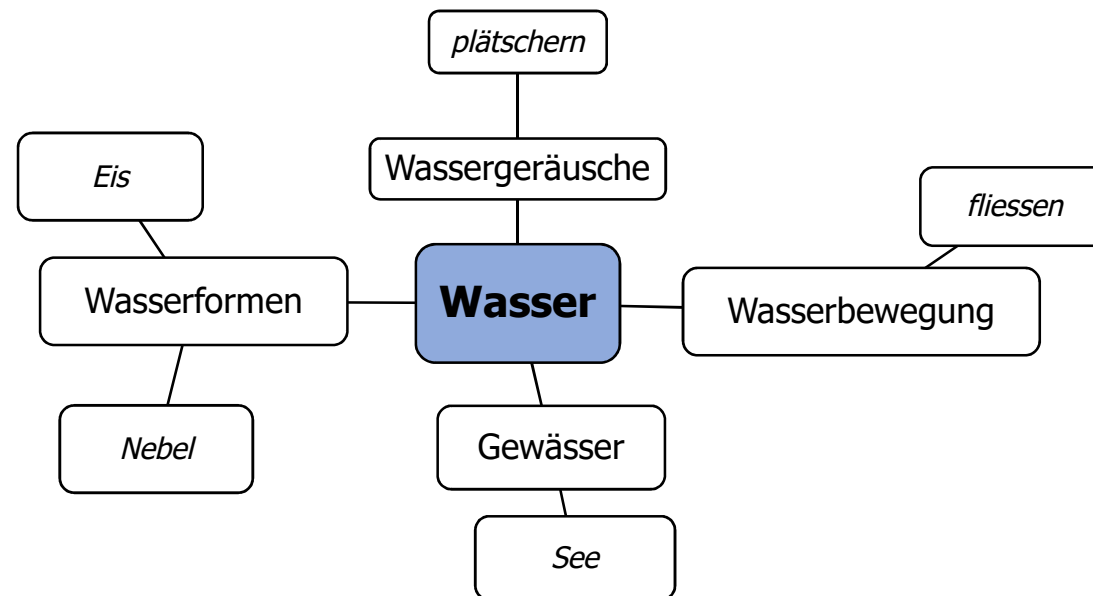 plätschern
Wassergeräusche
Eis
fliessen
Wasserformen
Wasser
Wasserbewegung
Nebel
Gewässer
See